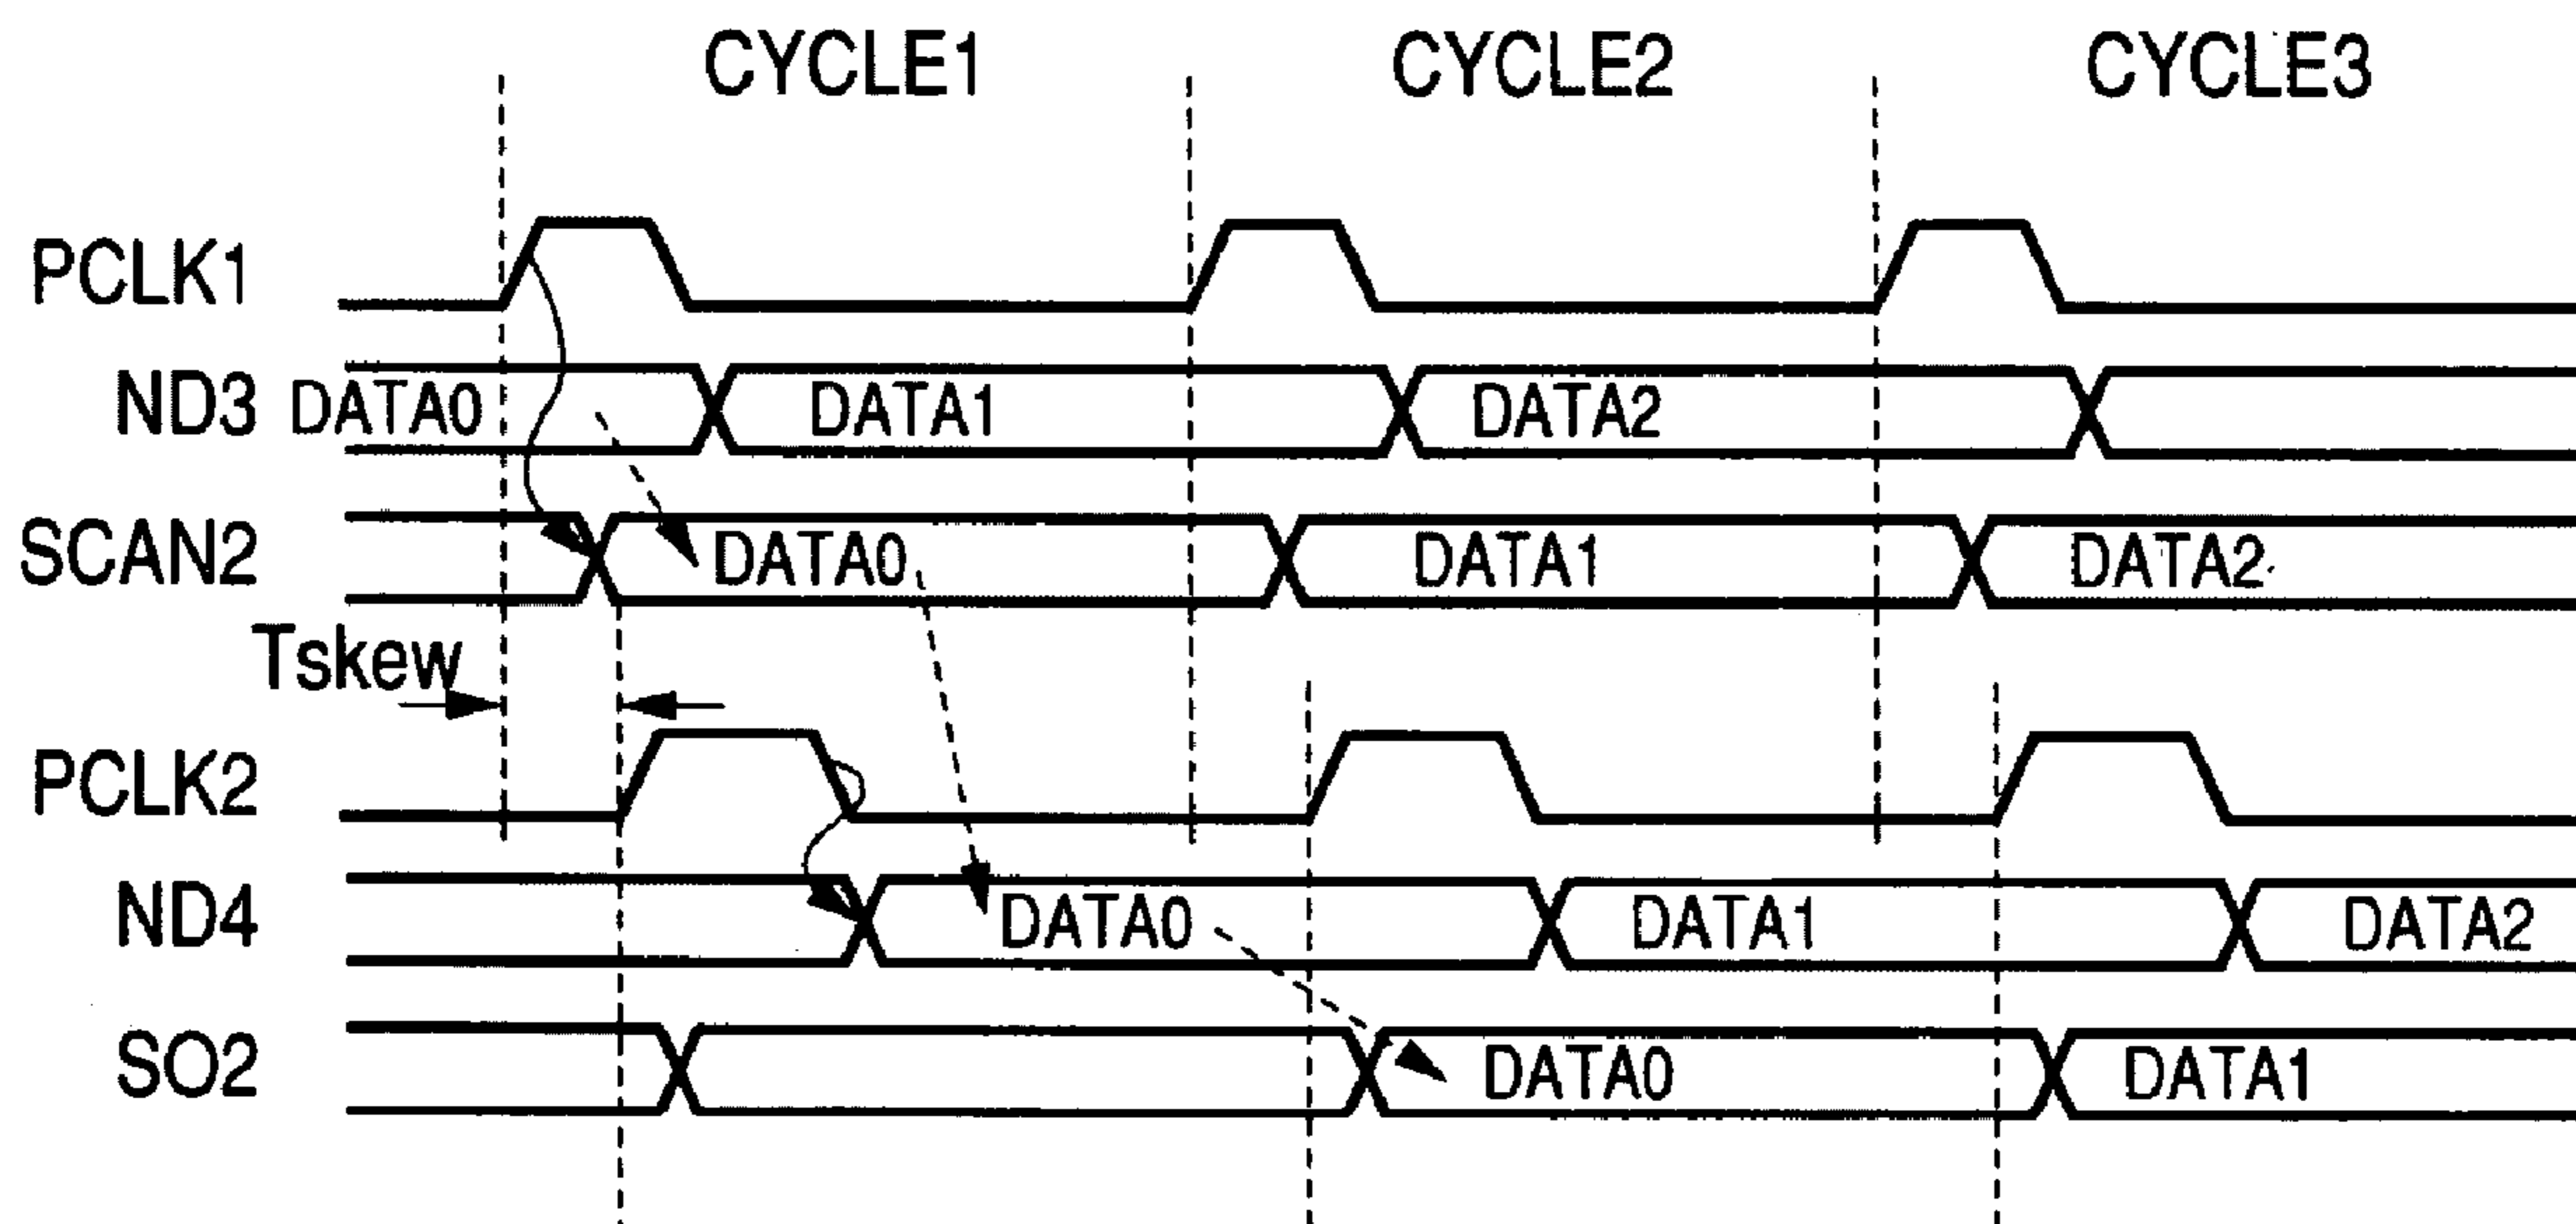 CYCLE1 CYCLE2 CYCLE3
PCLK1
ND3 DATA0 DATA1 DATA2
SCAN2 DATA0 DATA1 DATA2
Tskew
PCLK2
ND4 DATA0 DATA1 DATA2
SO2 DATA0 DATA1